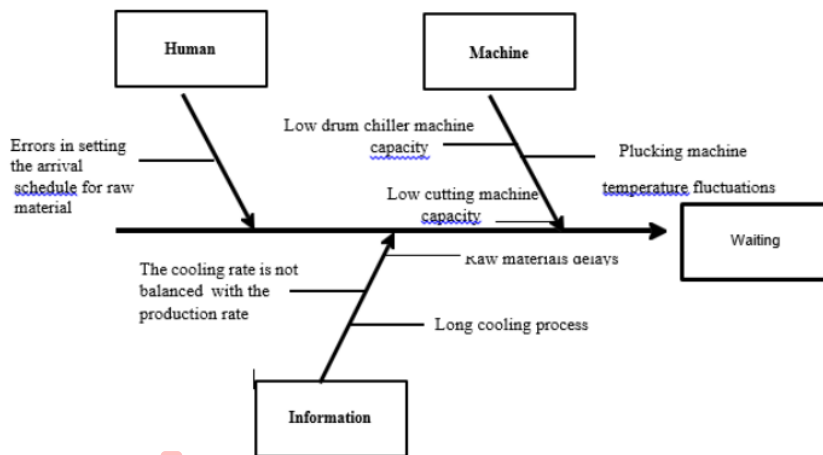 Human
Machine
Errors in setting
the arrival
schedule for raw
material
Low drum chiller machine
capacity
Plucking machine
temperature fluctuations
Low cutting machine
capacity
Waiting
The cooling rate is not
balanced with the
production rate
Raw materials delays
Long cooling process
Information